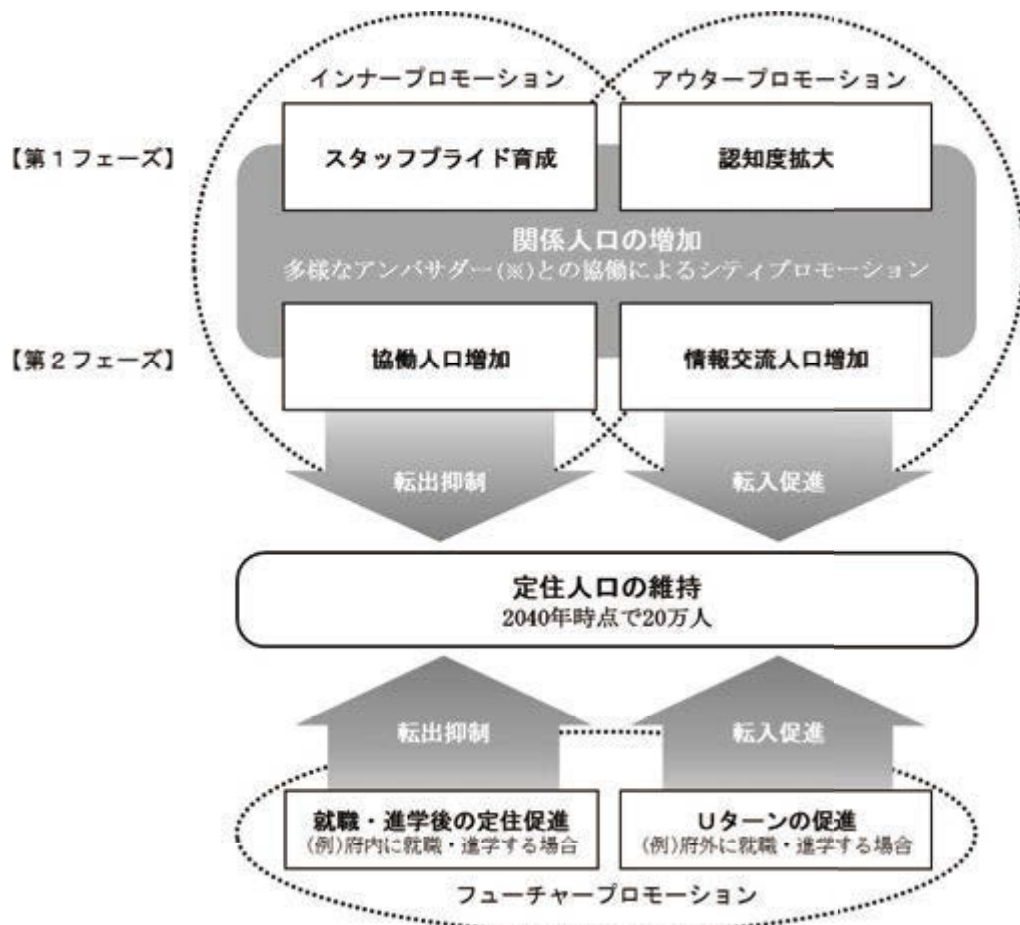 インナープロモーション
アウタープロモーション
【第1フェーズ】
スタッフプライド育成
認知度拡大
関係人口の増加
多様なアンバサダー(※)との協働によるシティプロモーション
【第2フェーズ】
協働人口増加
情報交流人口増加
転出抑制
転入促進
定住人口の維持
2040年時点で20万人
転出抑制
転入促進
就職・進学後の定住促進
(例)府内に就職・進学する場合
Uターンの促進
(例)府外に就職・進学する場合
フューチャープロモーション